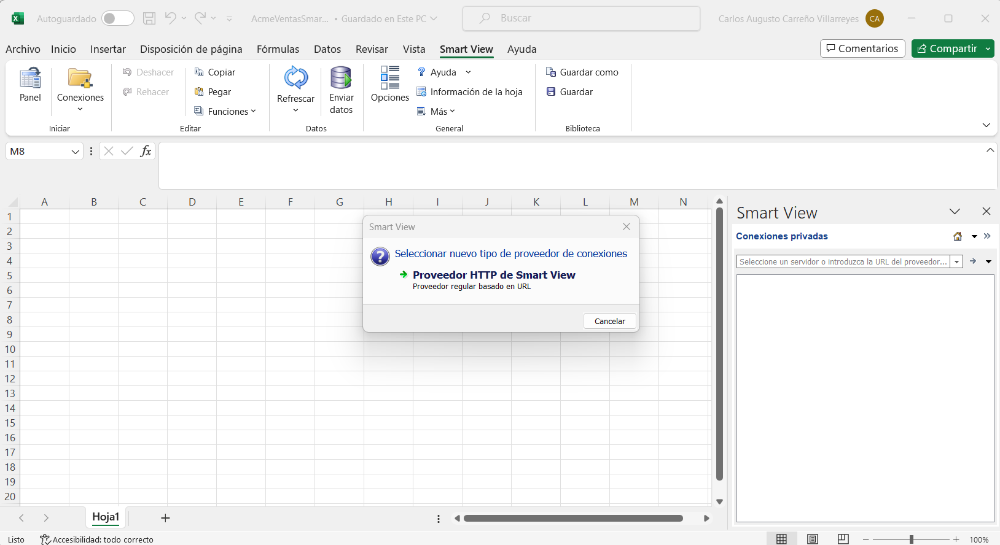 Autoguardado
AcmeVentasSmar... • Guardado en Este PC
Buscar
Carlos Augusto Carreño Villarreyes
CA
Archivo Inicio Insertar Disposición de página Fórmulas Datos Revisar Vista Smart View Ayuda
Comentarios
Compartir
Panel
Conexiones
Iniciar
Deshacer
Rehacer
Copiar
Pegar
Funciones
Editar
Refrescar
Enviar
datos
Datos
Opciones
Ayuda
Información de la hoja
Más
General
Guardar como
Guardar
Biblioteca
M8
fx
A B C D E F G H I J K L M N
1
2
3
4
5
6
7
8
9
10
11
12
13
14
15
16
17
18
19
20
Smart View
Seleccionar nuevo tipo de proveedor de conexiones
Proveedor HTTP de Smart View
Proveedor regular basado en URL
Cancelar
Smart View
Conexiones privadas
Seleccione un servidor o introduzca la URL del proveedor...
Hoja1
Listo
Accesibilidad: todo correcto
100%